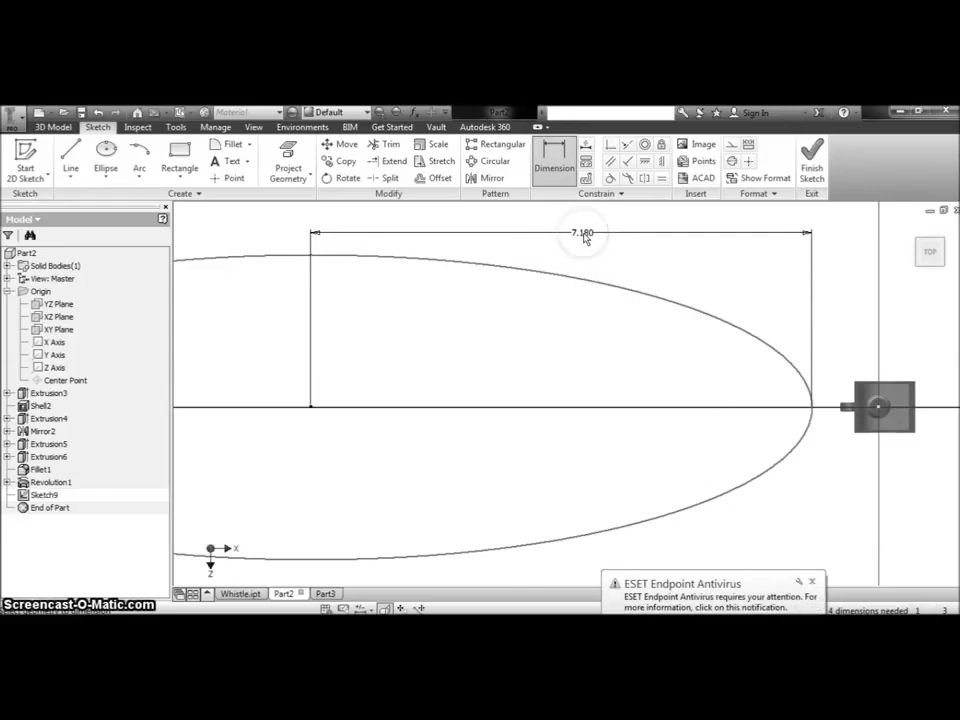 Material
Default
Part2
Sign In
PRO
3D Model
Sketch
Inspect
Tools
Manage
View
Environments
BIM
Get Started
Vault
Autodesk 360
Start
2D Sketch
Line
Ellipse
Arc
Rectangle
Fillet
Text
Point
Project
Geometry
Move
Copy
Rotate
Trim
Extend
Split
Scale
Stretch
Offset
Rectangular
Circular
Mirror
Dimension
Image
Points
ACAD
Show Format
Finish
Sketch
Sketch
Create
Modify
Pattern
Constrain
Insert
Format
Exit
Model
Part2
Solid Bodies(1)
View: Master
Origin
YZ Plane
XZ Plane
XY Plane
X Axis
Y Axis
Z Axis
Center Point
Extrusion3
Shell2
Extrusion4
Mirror2
Extrusion5
Extrusion6
Fillet1
Revolution1
Sketch9
End of Part
7.180
TOP
X
Z
ESET Endpoint Antivirus
ESET Endpoint Antivirus requires your attention. For
more information, click on this notification.
Whistle.ipt
Part2
Part3
Screencast-O-Matic.com
4 dimensions needed 1 3